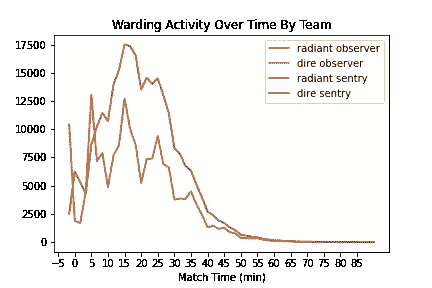 Warding Activity Over Time By Team
17500
15000
12500
10000
7500
5000
2500
0
radiant observer
dire observer
radiant sentry
dire sentry
-5 0 5 10 15 20 25 30 35 40 45 50 55 60 65 70 75 80 85
Match Time (min)